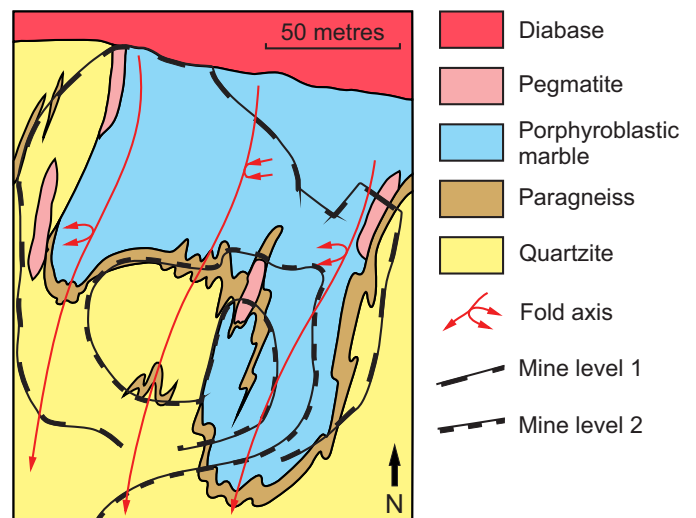 50 metres
N
Diabase
Pegmatite
Porphyroblastic
marble
Paragneiss
Quartzite
Fold axis
Mine level 1
Mine level 2